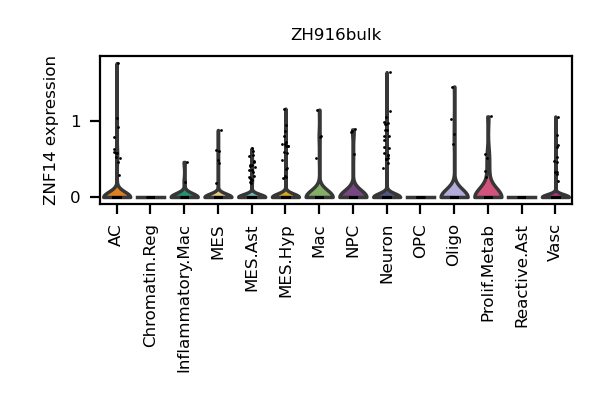 ZH916bulk
ZNF14 expression
1
0
AC
Chromatin.Reg
Inflammatory.Mac
MES
MES.Ast
MES.Hyp
Mac
NPC
Neuron
OPC
Oligo
Prolif.Metab
Reactive.Ast
Vasc